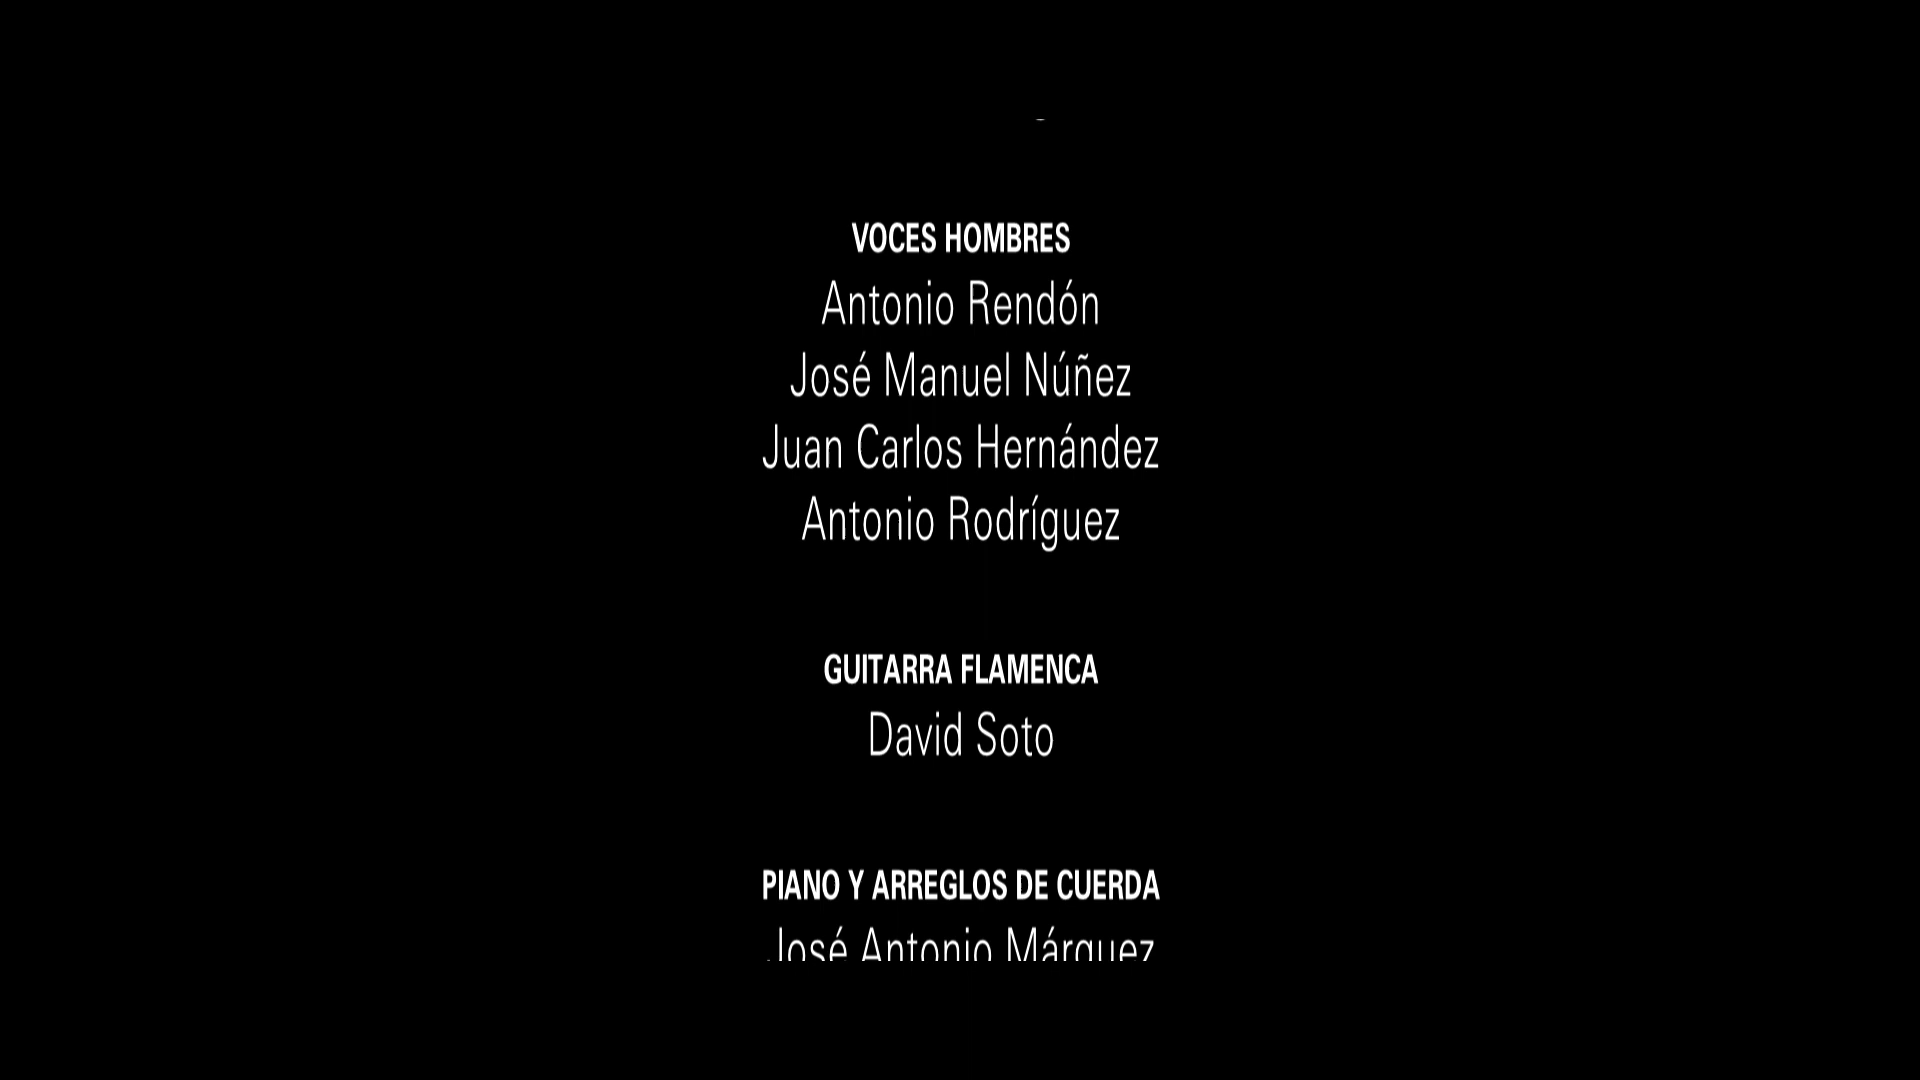 VOCES HOMBRES
Antonio Rendón
José Manuel Núñez
Juan Carlos Hernández
Antonio Rodríguez
GUITARRA FLAMENCA
David Soto
PIANO Y ARREGLOS DE CUERDA
José Antonio Márquez